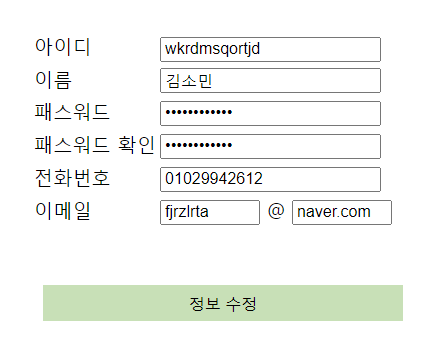 아이디 wkrdmsqortjd
이름 김소민
패스워드 ••••••••••••
패스워드 확인 ••••••••••••
전화번호 01029942612
이메일 fjrzlrta @ naver.com
정보 수정